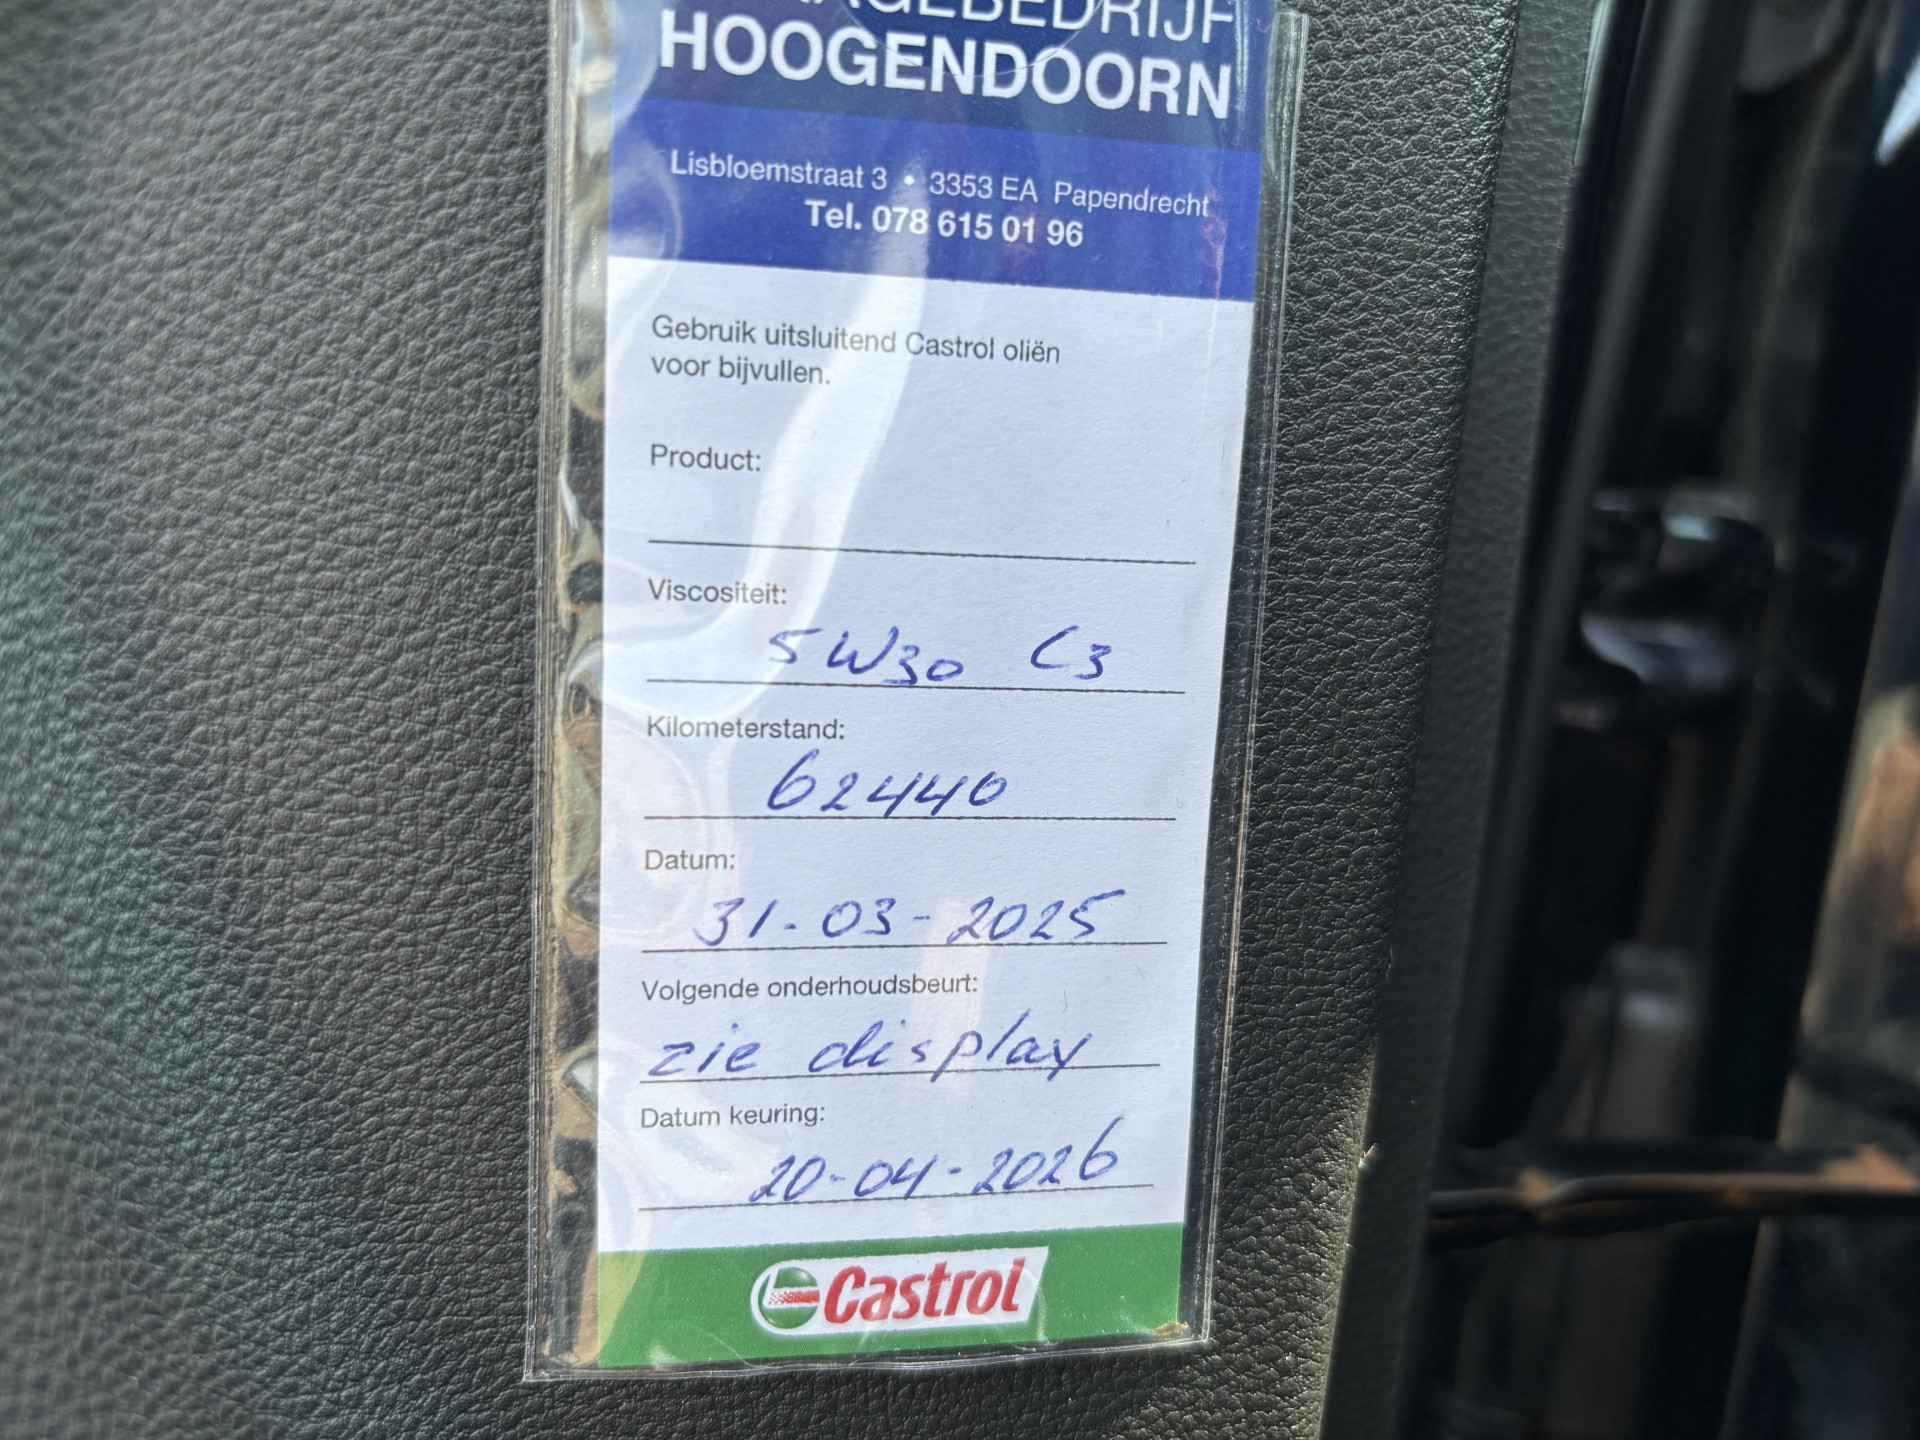 HOOGENDOORN
Lisbloemstraat 3 • 3353 EA Papendrecht
Tel. 078 615 01 96
Gebruik uitsluitend Castrol oliën
voor bijvullen.
Product:
Viscositeit:
5W30 C3
Kilometerstand:
62440
Datum:
31-03-2025
Volgende onderhoudsbeurt:
zie display
Datum keuring:
20-04-2026
Castrol